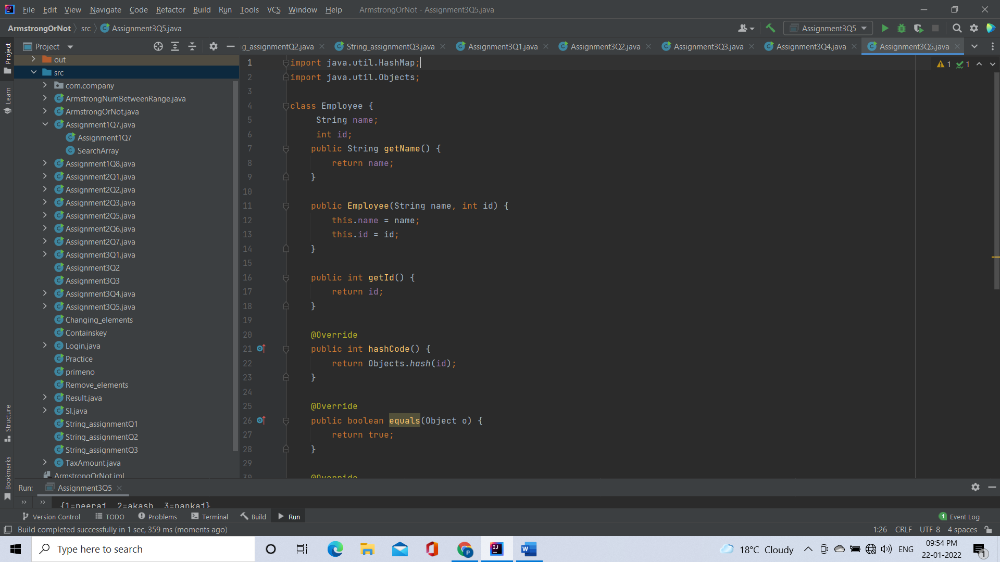 File Edit View Navigate Code Refactor Build Run Tools VCS Window Help ArmstrongOrNot - Assignment3Q5.java
ArmstrongOrNot src Assignment3Q5.java Assignment3Q5
Project
g_assignmentQ2.java String_assignmentQ3.java Assignment3Q1.java Assignment3Q2.java Assignment3Q3.java Assignment3Q4.java Assignment3Q5.java
Project
Learn
Structure
Bookmarks
out
src
com.company
ArmstrongNumBetweenRange.java
ArmstrongOrNot.java
Assignment1Q7.java
Assignment1Q7
SearchArray
Assignment1Q8.java
Assignment2Q1.java
Assignment2Q2.java
Assignment2Q3.java
Assignment2Q5.java
Assignment2Q6.java
Assignment2Q7.java
Assignment3Q1.java
Assignment3Q2
Assignment3Q3
Assignment3Q4.java
Assignment3Q5.java
Changing_elements
Containskey
Login.java
Practice
primeno
Remove_elements
Result.java
SI.java
String_assignmentQ1
String_assignmentQ2
String_assignmentQ3
TaxAmount.java
ArmstrongOrNot.iml
1 import java.util.HashMap;
2 import java.util.Objects;
3
4 class Employee {
5 String name;
6 int id;
7 public String getName() {
8 return name;
9 }
10
11 public Employee(String name, int id) {
12 this.name = name;
13 this.id = id;
14 }
15
16 public int getId() {
17 return id;
18 }
19
20 @Override
21 public int hashCode() {
22 return Objects.hash(id);
23 }
24
25 @Override
26 public boolean equals(Object o) {
27 return true;
28 }
29
30 @Override
1 1
Run: Assignment3Q5
{1=neeraj, 2=akash, 3=pankaj}
Version Control TODO Problems Terminal Build Run 1 Event Log
Build completed successfully in 1 sec, 359 ms (moments ago) 1:26 CRLF UTF-8 4 spaces
Type here to search
18°C Cloudy ENG 09:54 PM
22-01-2022 1